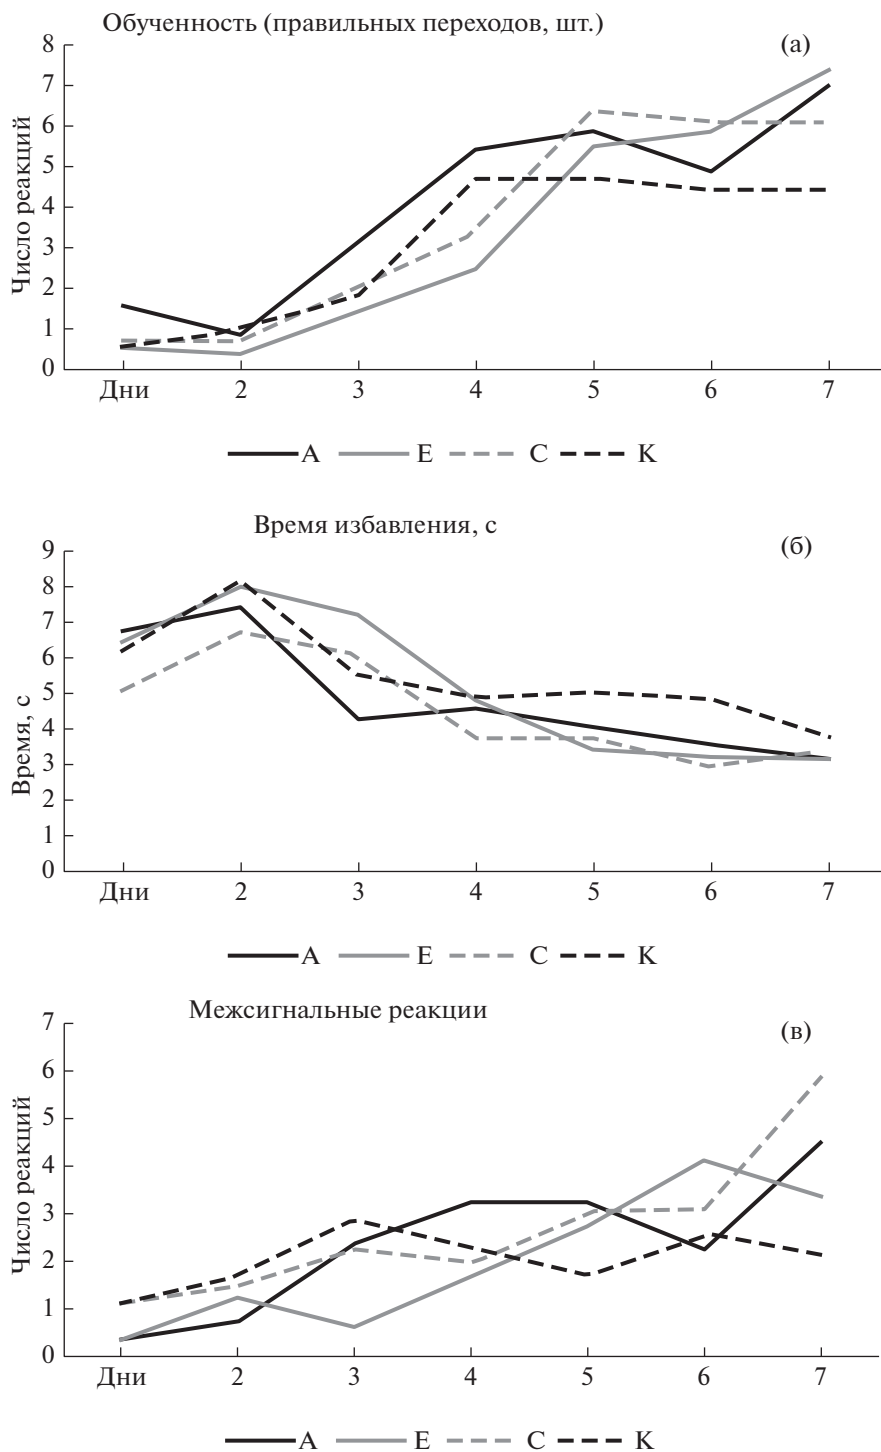 Обученность (правильных переходов, шт.)
(а)
8
7
6
5
4
3
2
1
0
Число реакций
Дни 2 3 4 5 6 7
А Е С К
Время избавления, с
(б)
9
8
7
6
5
4
3
2
1
0
Время, с
Дни 2 3 4 5 6 7
А Е С К
Межсигнальные реакции
(в)
7
6
5
4
3
2
1
0
Число реакций
Дни 2 3 4 5 6 7
А Е С К